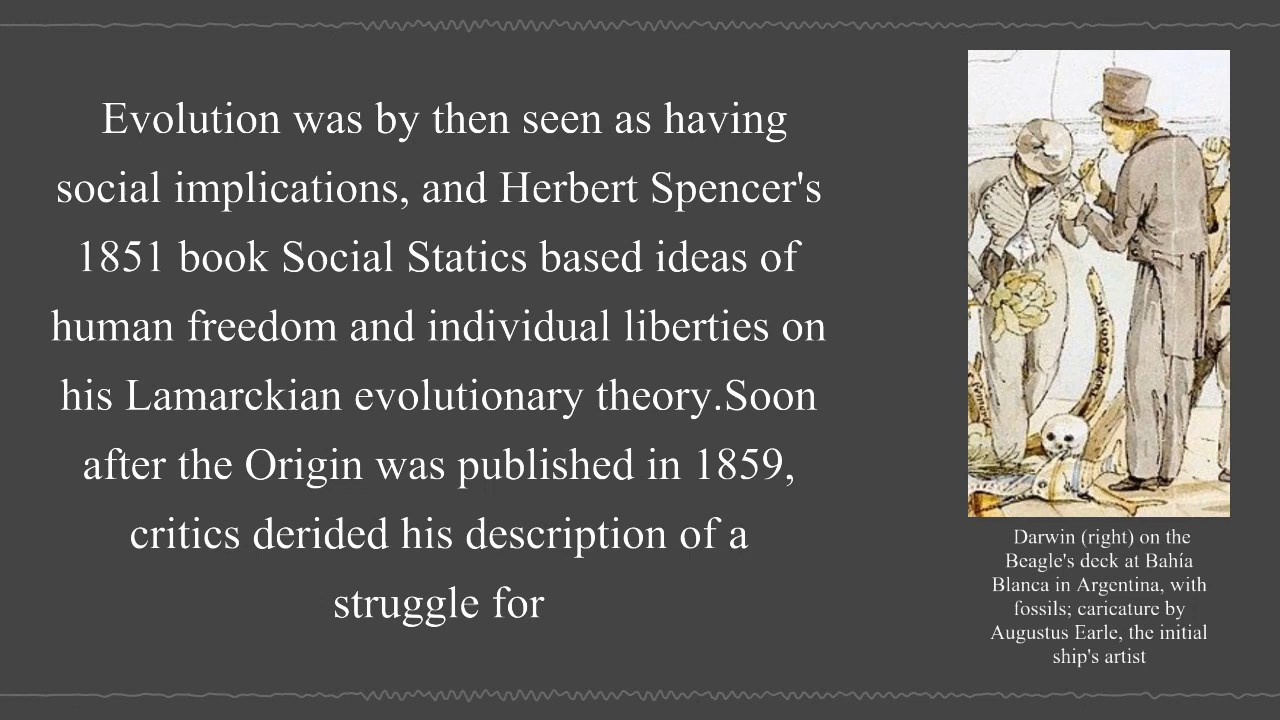 Evolution was by then seen as having
social implications, and Herbert Spencer's
1851 book Social Statics based ideas of
human freedom and individual liberties on
his Lamarckian evolutionary theory.Soon
after the Origin was published in 1859,
critics derided his description of a
struggle for
Darwin (right) on the
Beagle's deck at Bahía
Blanca in Argentina, with
fossils; caricature by
Augustus Earle, the initial
ship's artist